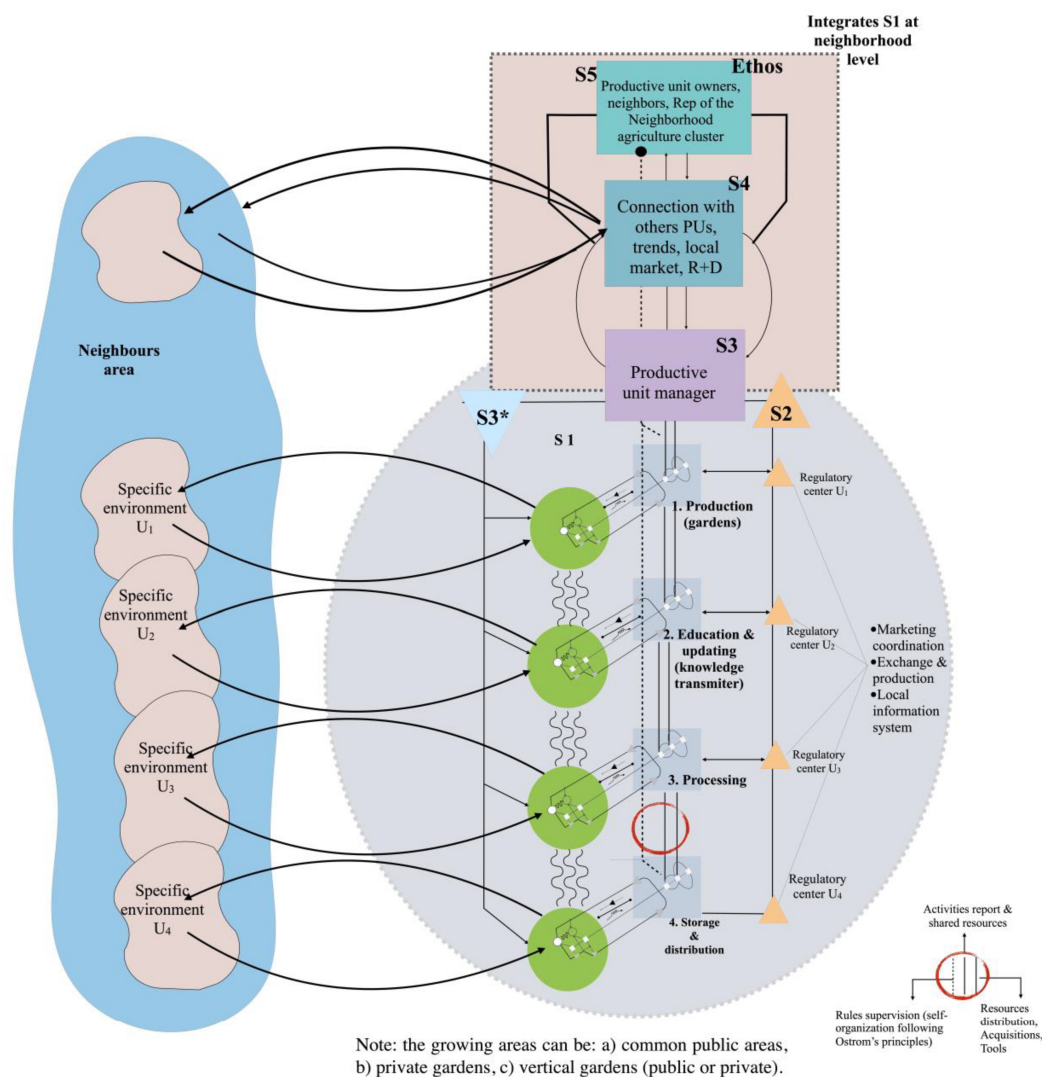 Integrates S1 at
neighborhood
level
Ethos
S5
Productive unit owners,
neighbors, Rep of the
Neighborhood
agriculture cluster
S4
Connection with
others PUs,
trends, local
market, R+D
S3
Productive
unit manager
Neighbours
area
S3*
S2
S 1
Specific
environment
U1
Regulatory
center U1
1. Production
(gardens)
Specific
environment
U2
Regulatory
center U2
2. Education &
updating
(knowledge
transmiter)
•Marketing
coordination
•Exchange &
production
•Local
information
system
Specific
environment
U3
Regulatory
center U3
3. Processing
Specific
environment
U4
Regulatory
center U4
4. Storage
&
distribution
Activities report &
shared resources
Rules supervision (self-
organization following
Ostrom's principles)
Resources
distribution,
Acquisitions,
Tools
Note: the growing areas can be: a) common public areas,
b) private gardens, c) vertical gardens (public or private).